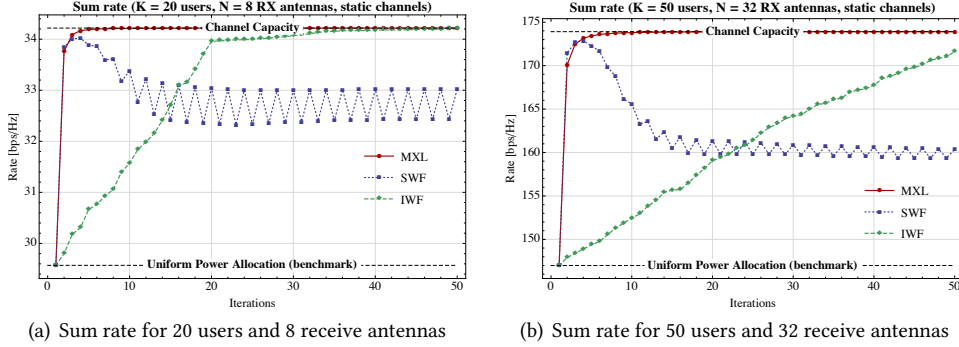 Sum rate (K = 20 users, N = 8 RX antennas, static channels)
Channel Capacity
34
33
32
31
30
Rate [bps/Hz]
MXL
SWF
IWF
Uniform Power Allocation (benchmark)
0 10 20 30 40 50
Iterations
(a) Sum rate for 20 users and 8 receive antennas
Sum rate (K = 50 users, N = 32 RX antennas, static channels)
175
Channel Capacity
170
165
160
155
150
Rate [bps/Hz]
MXL
SWF
IWF
Uniform Power Allocation (benchmark)
0 10 20 30 40 50
Iterations
(b) Sum rate for 50 users and 32 receive antennas